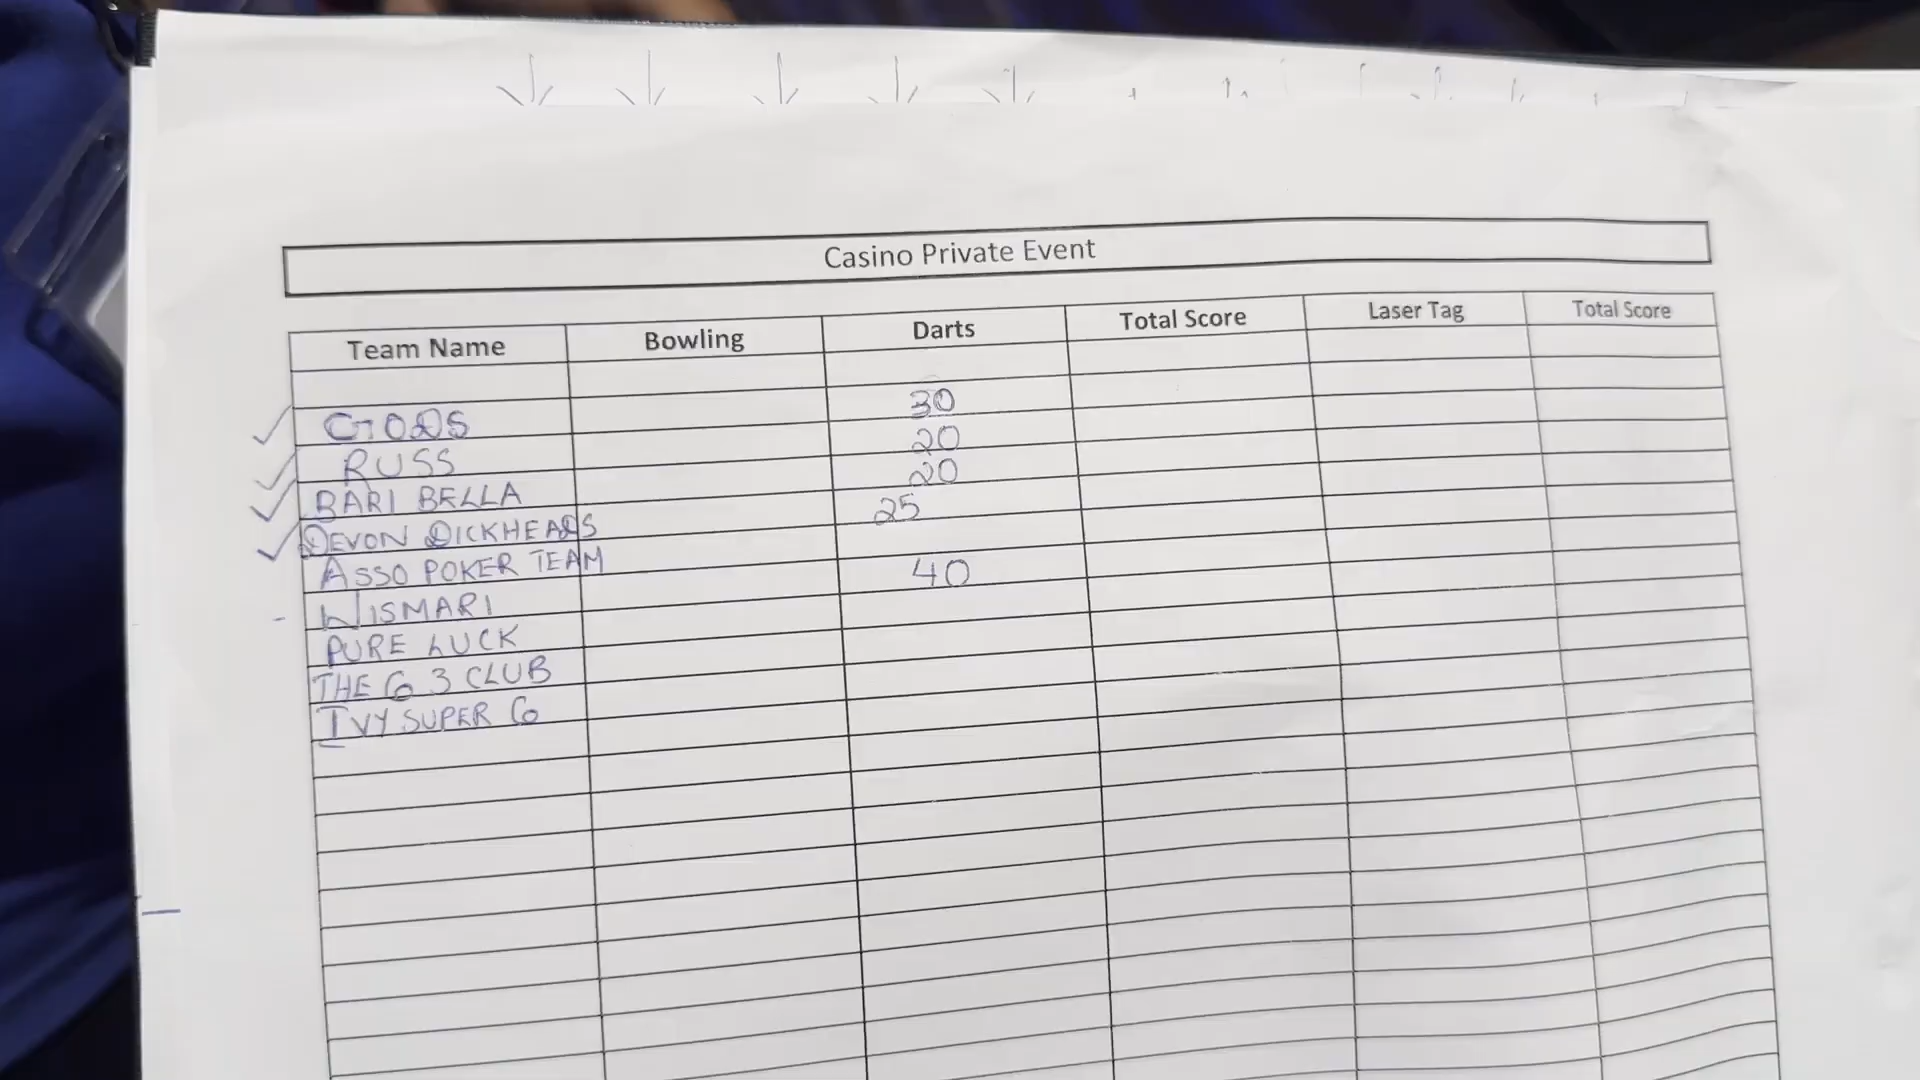 Casino Private Event
Team Name Bowling Darts Total Score Laser Tag Total Score
GODS 30
RUSS 20
BARI BELLA 20
DEVON DICKHEADS 25
ASSO POKER TEAM
WISMARI 40
PURE LUCK
THE G 3 CLUB
IVY SUPER G